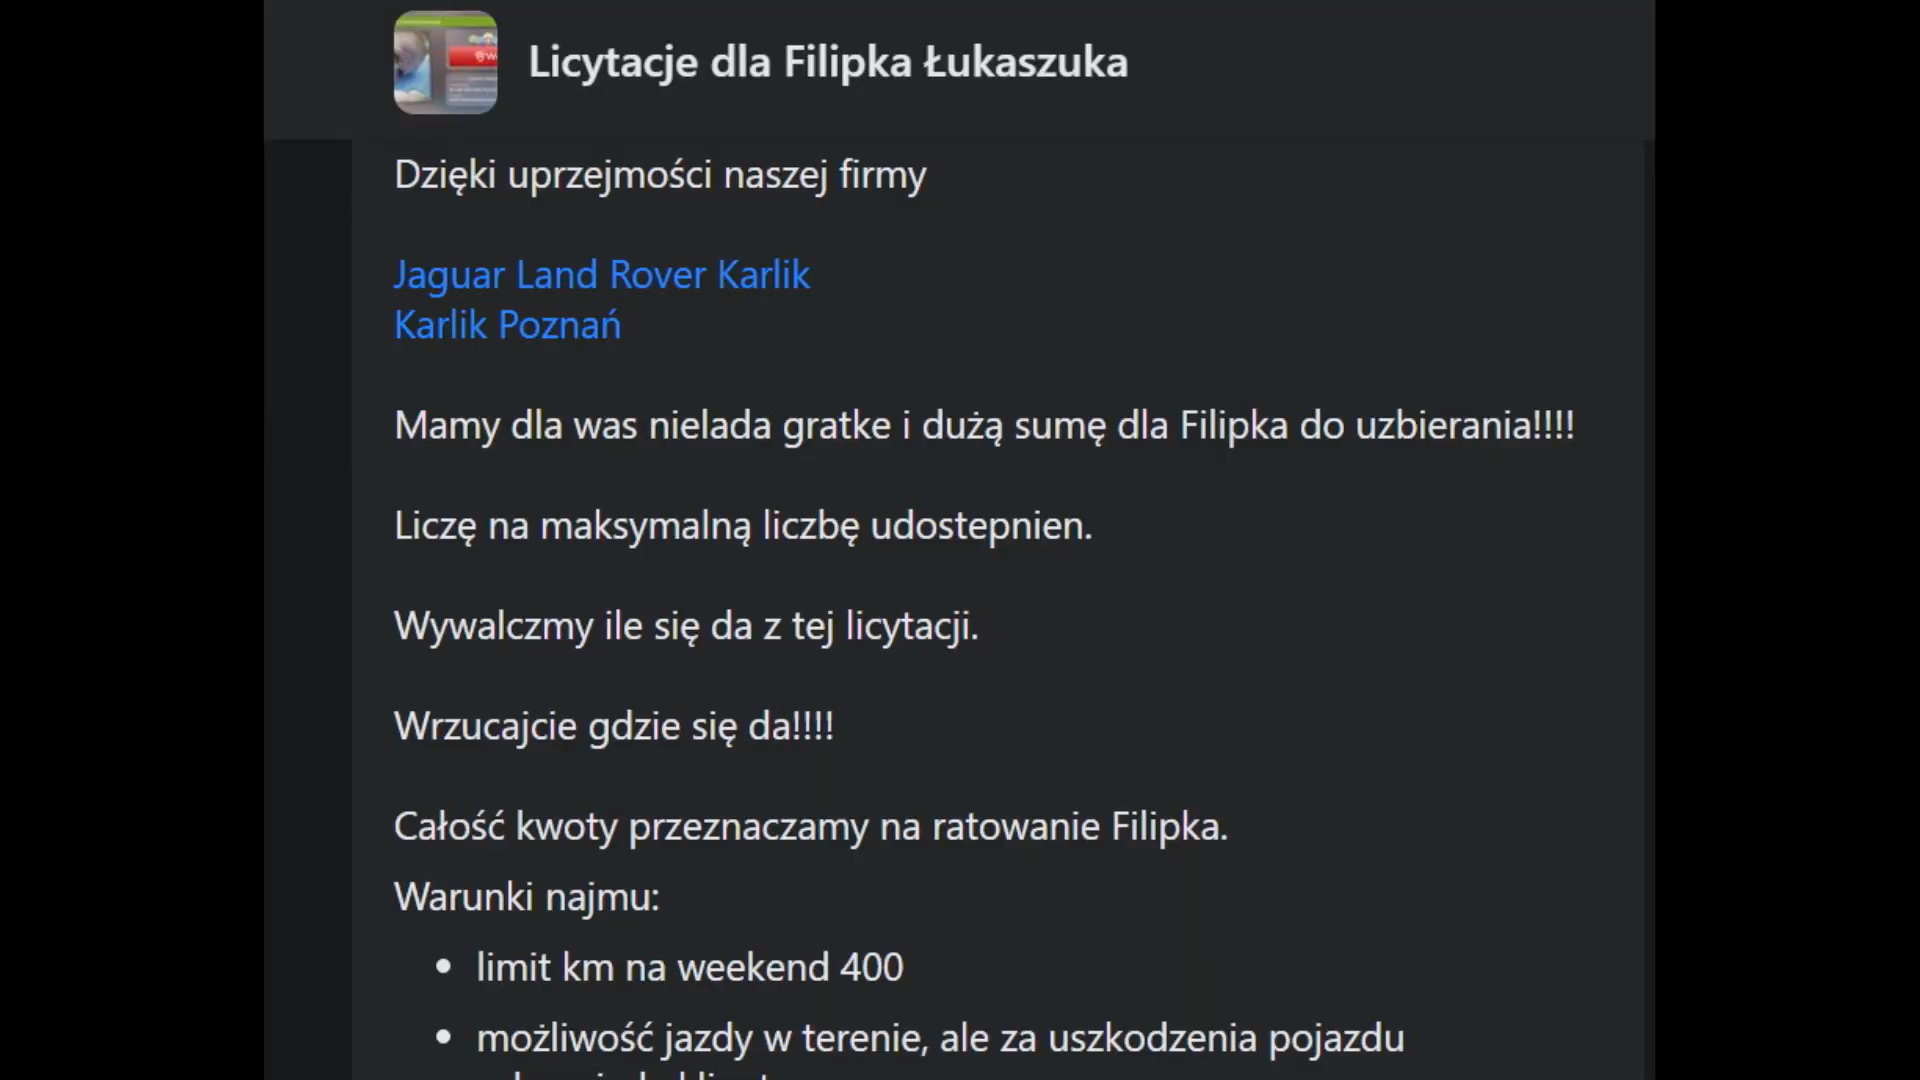 Licytacje dla Filipka Łukaszuka
Dzięki uprzejmości naszej firmy
Jaguar Land Rover Karlik
Karlik Poznań
Mamy dla was nielada gratke i dużą sumę dla Filipka do uzbierania!!!!
Liczę na maksymalną liczbę udostepnien.
Wywalczmy ile się da z tej licytacji.
Wrzucajcie gdzie się da!!!!
Całość kwoty przeznaczamy na ratowanie Filipka.
Warunki najmu:
• limit km na weekend 400
• możliwość jazdy w terenie, ale za uszkodzenia pojazdu